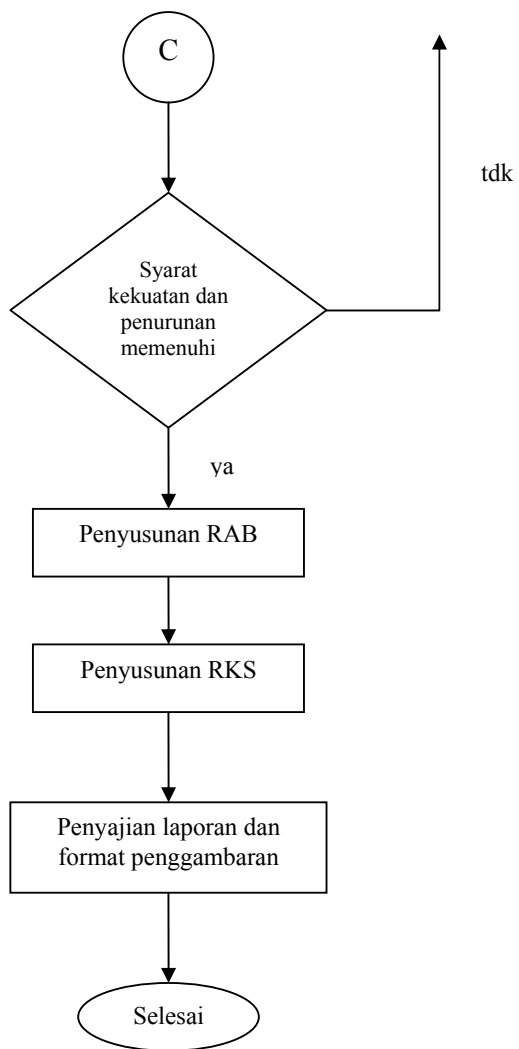 C
tdk
Syarat
kekuatan dan
penurunan
memenuhi
ya
Penyusunan RAB
Penyusunan RKS
Penyajian laporan dan
format penggambaran
Selesai